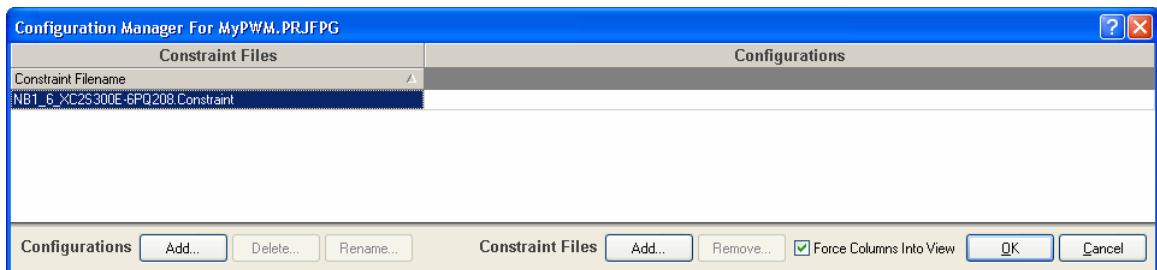 Configuration Manager For MyPWM.PRJFPG
Constraint Files Configurations
Constraint Filename
NB1_6_XC2S300E-6PQ208.Constraint
Configurations Add... Delete... Rename... Constraint Files Add... Remove... Force Columns Into View OK Cancel